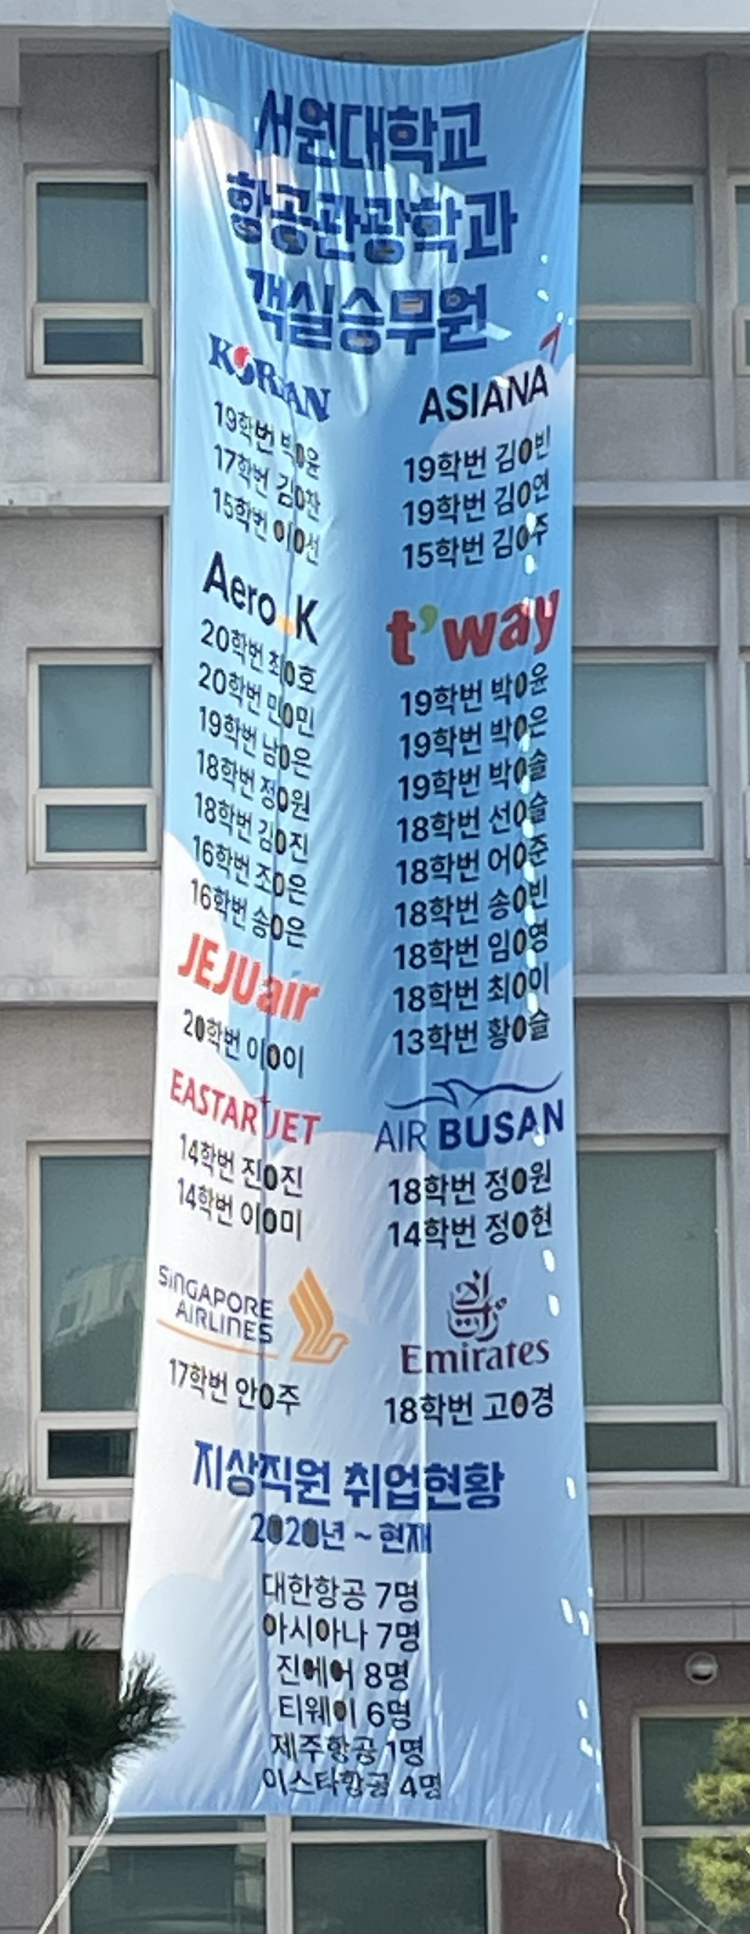 서원대학교
항공관광학과
객실승무원
KOREAN
19학번 박0윤
17학번 김0찬
15학번 이0선
ASIANA
19학번 김0빈
19학번 김0연
15학번 김0주
Aero_K
20학번 최0호
20학번 민0민
19학번 남0은
18학번 정0원
18학번 김0진
16학번 조0은
16학번 송0은
t'way
19학번 박0윤
19학번 박0은
19학번 박0솔
18학번 선0슬
18학번 어0준
18학번 송0빈
18학번 임0영
18학번 최0이
13학번 황0슬
JEJUair
20학번 이0이
EASTAR JET
14학번 진0진
14학번 이0미
AIR BUSAN
18학번 정0원
14학번 정0현
SINGAPORE
AIRLINES
17학번 안0주
Emirates
18학번 고0경
지상직원 취업현황
2020년 ~ 현재
대한항공 7명
아시아나 7명
진에어 8명
티웨이 6명
제주항공 1명
이스타항공 4명